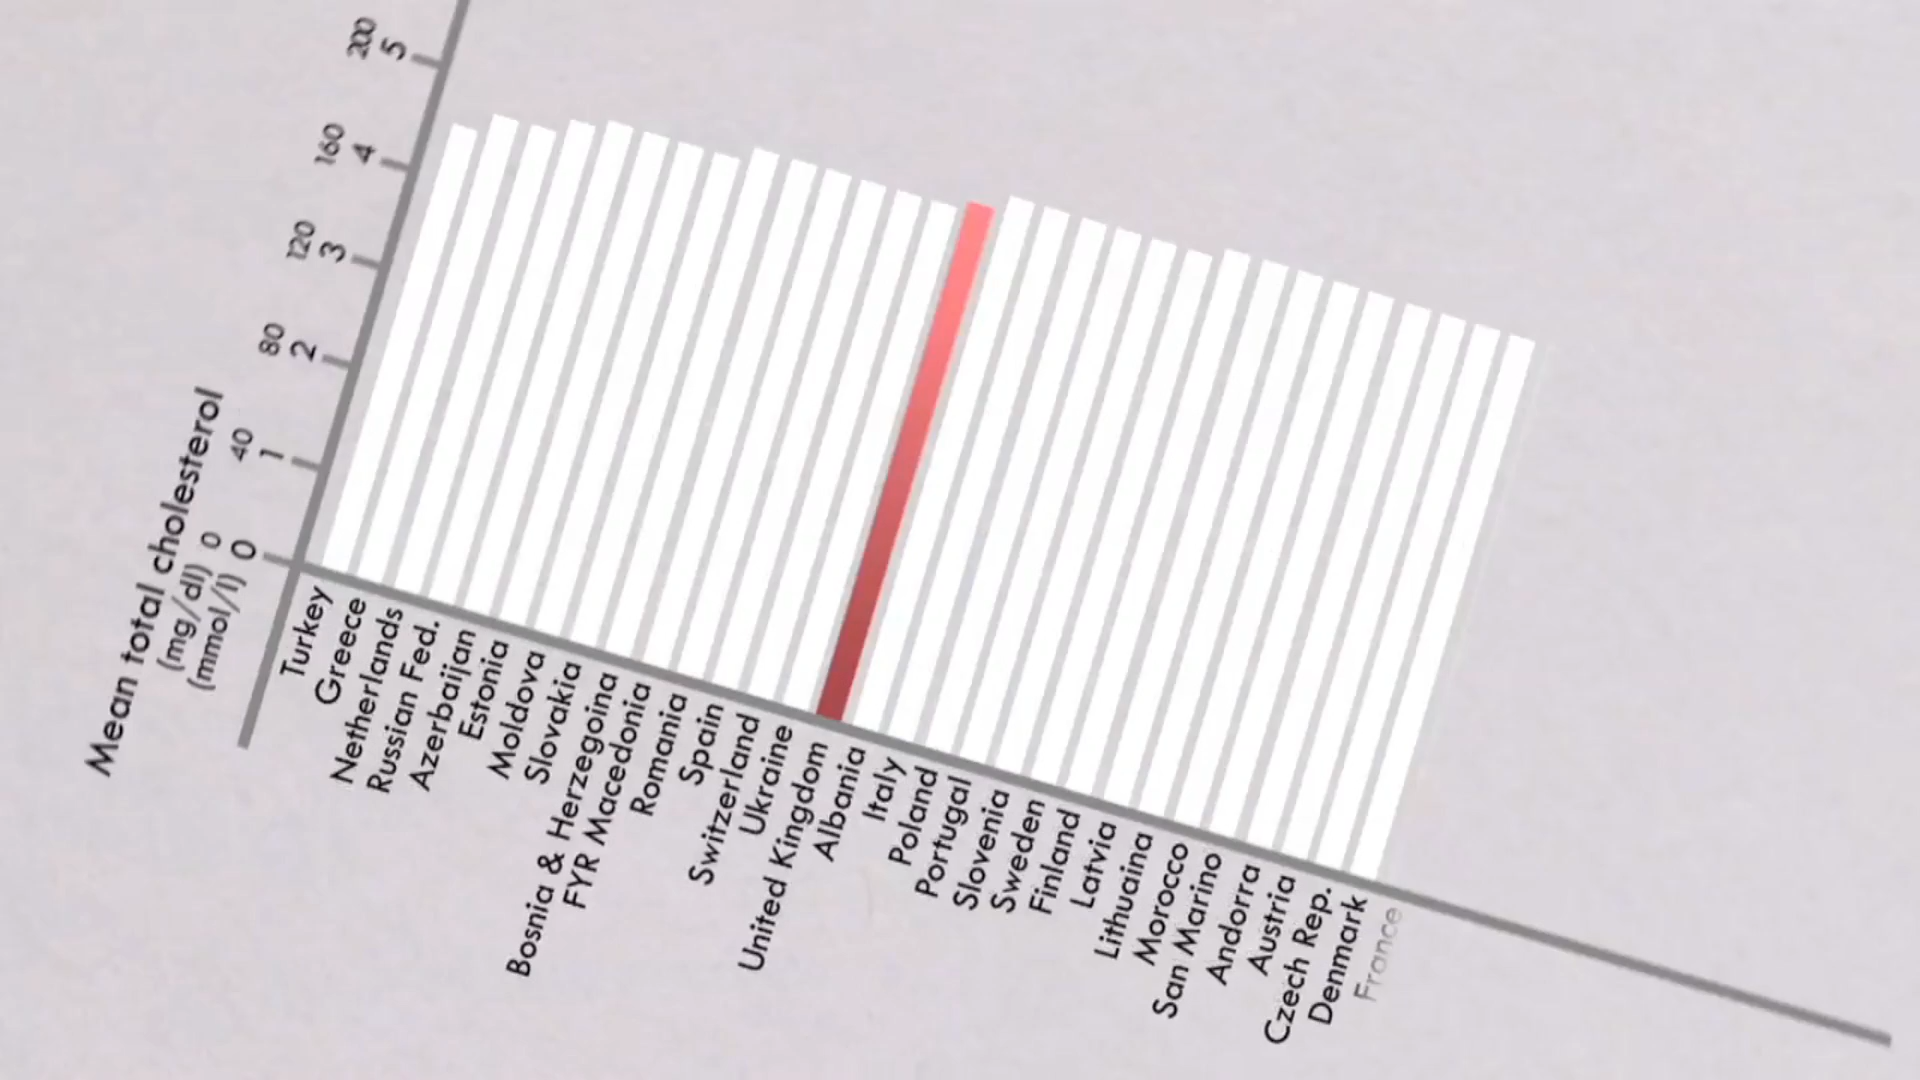 Mean total cholesterol
(mg/dl) 0 40 80 120 160 200
(mmol/l) 0 1 2 3 4 5
Turkey
Greece
Netherlands
Russian Fed.
Azerbaijan
Estonia
Moldova
Slovakia
Bosnia & Herzegoina
FYR Macedonia
Romania
Spain
Switzerland
Ukraine
United Kingdom
Albania
Italy
Poland
Portugal
Slovenia
Sweden
Finland
Latvia
Lithuaina
Morocco
San Marino
Andorra
Austria
Czech Rep.
Denmark
France